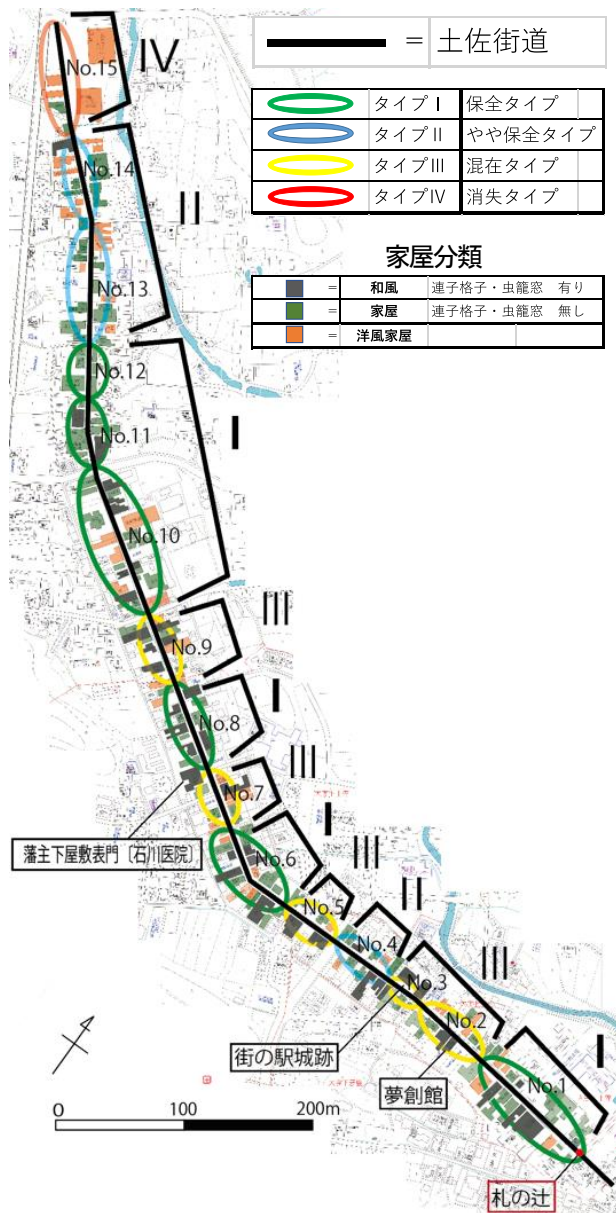 = 土佐街道
タイプⅠ 保全タイプ
タイプⅡ やや保全タイプ
タイプⅢ 混在タイプ
タイプⅣ 消失タイプ
家屋分類
= 和風 連子格子・虫籠窓 有り
= 家屋 連子格子・虫籠窓 無し
= 洋風家屋
No.15
Ⅳ
No.14
Ⅱ
No.13
No.12
No.11
Ⅰ
No.10
Ⅲ
No.9
Ⅰ
No.8
Ⅲ
No.7
藩主下屋敷表門〔石川医院〕
Ⅰ
No.6
Ⅲ
No.5
Ⅱ
No.4
Ⅲ
No.3
No.2
街の駅城跡
夢創館
Ⅰ
No.1
札の辻
0 100 200m